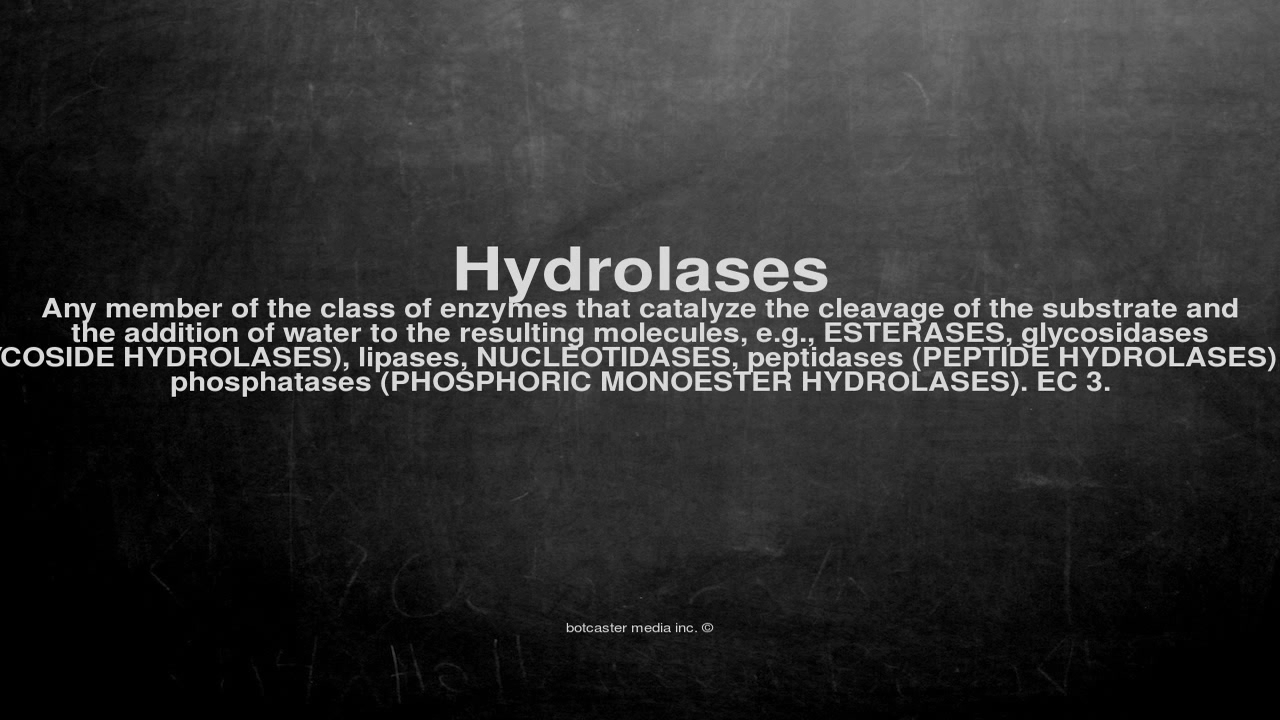 Hydrolases
Any member of the class of enzymes that catalyze the cleavage of the substrate and
the addition of water to the resulting molecules, e.g., ESTERASES, glycosidases
YCOSIDE HYDROLASES), lipases, NUCLEOTIDASES, peptidases (PEPTIDE HYDROLASES)
phosphatases (PHOSPHORIC MONOESTER HYDROLASES). EC 3.
botcaster media inc. ©